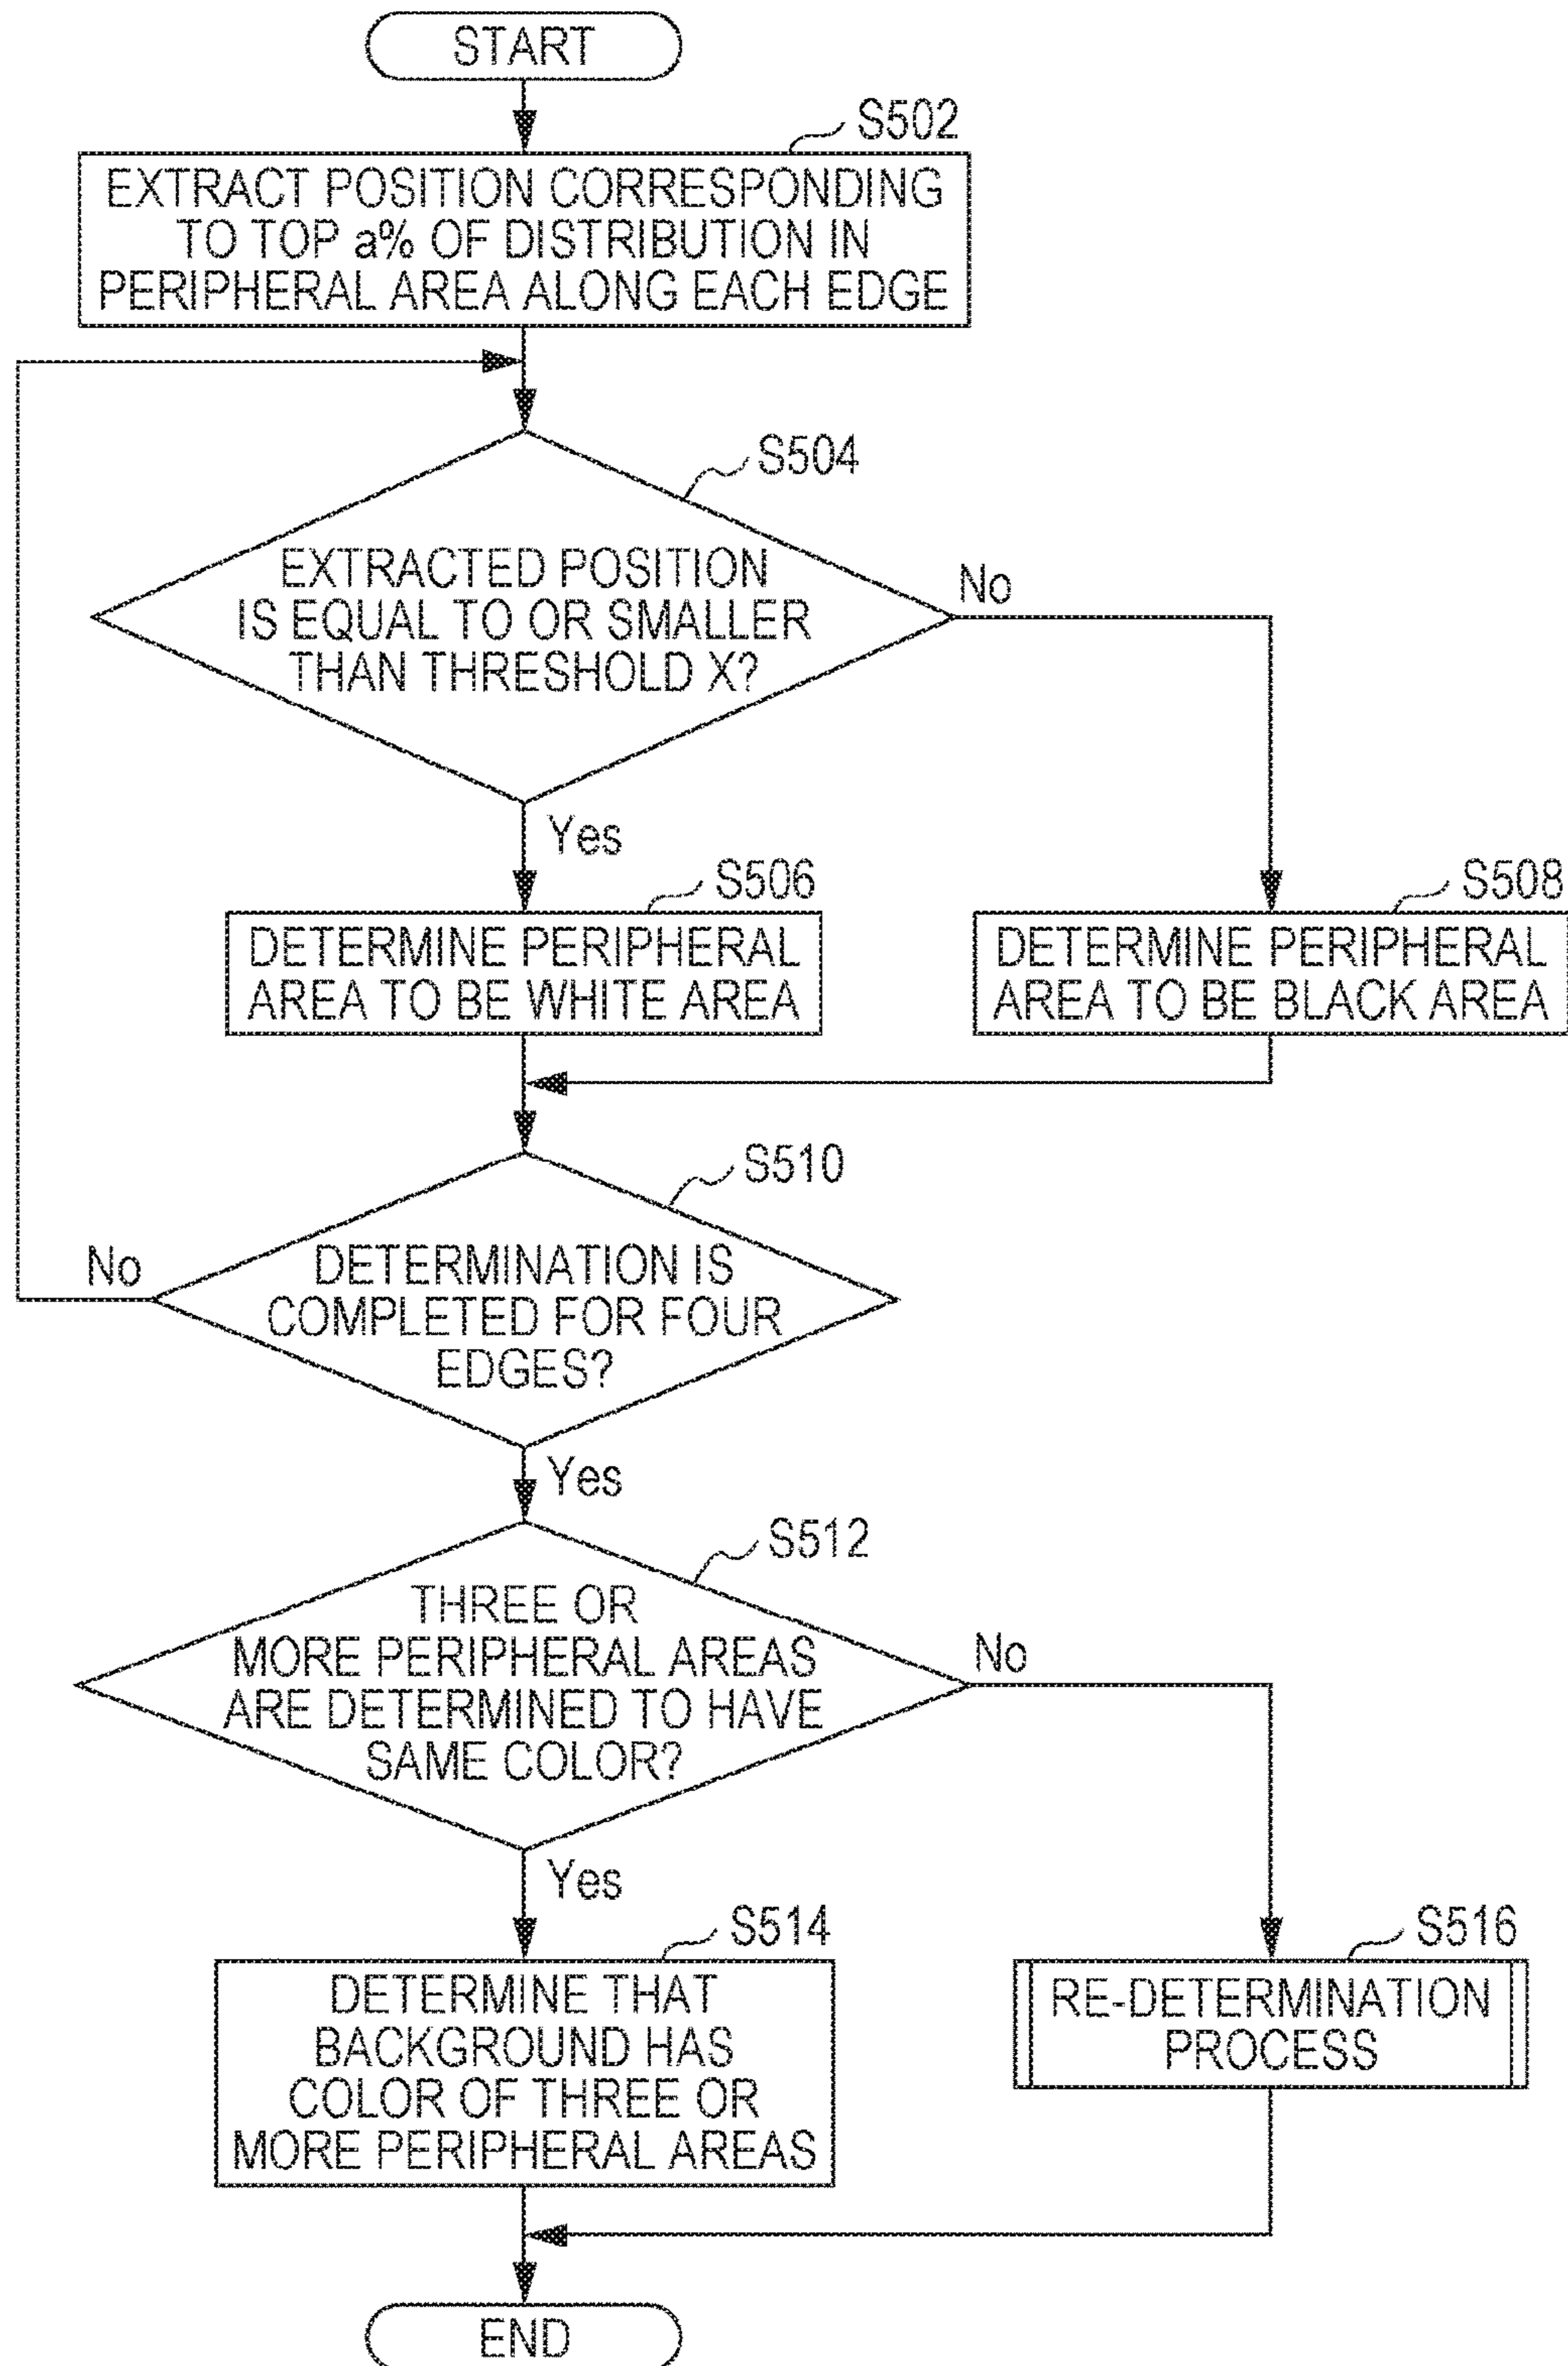 START
S502
EXTRACT POSITION CORRESPONDING
TO TOP a% OF DISTRIBUTION IN
PERIPHERAL AREA ALONG EACH EDGE
S504
EXTRACTED POSITION
IS EQUAL TO OR SMALLER
THAN THRESHOLD X?
No
Yes
S506
DETERMINE PERIPHERAL
AREA TO BE WHITE AREA
S508
DETERMINE PERIPHERAL
AREA TO BE BLACK AREA
S510
DETERMINATION IS
COMPLETED FOR FOUR
EDGES?
No
Yes
S512
THREE OR
MORE PERIPHERAL AREAS
ARE DETERMINED TO HAVE
SAME COLOR?
No
Yes
S514
DETERMINE THAT
BACKGROUND HAS
COLOR OF THREE OR
MORE PERIPHERAL AREAS
S516
RE-DETERMINATION
PROCESS
END